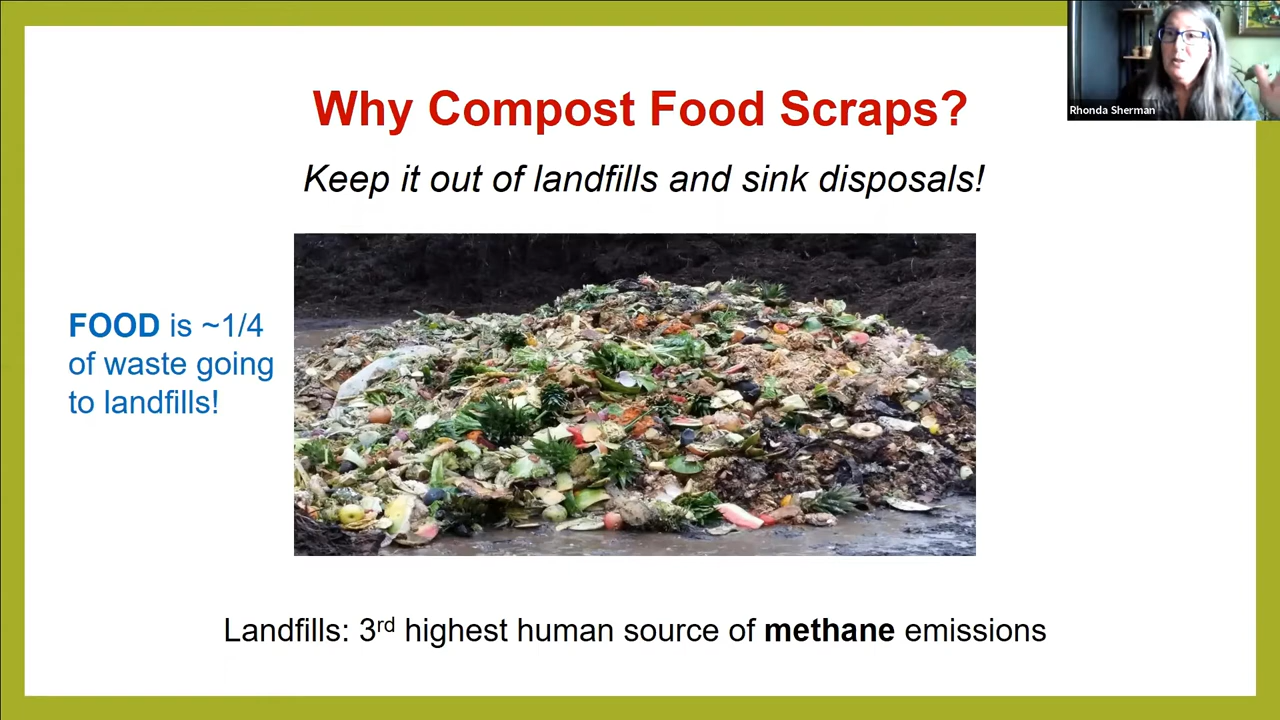 Why Compost Food Scraps?
Keep it out of landfills and sink disposals!
Rhonda Sherman
FOOD is ~1/4
of waste going
to landfills!
Landfills: 3rd highest human source of methane emissions